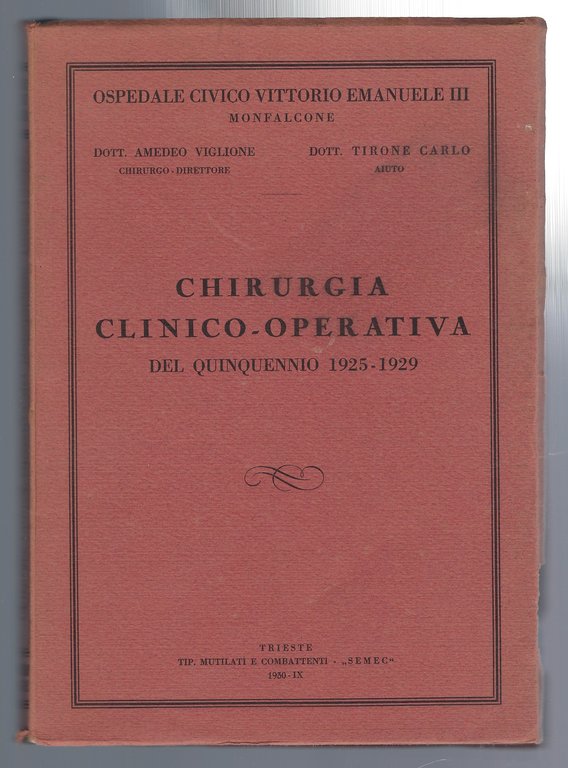 OSPEDALE CIVICO VITTORIO EMANUELE III
MONFALCONE
DOTT. AMEDEO VIGLIONE
CHIRURGO-DIRETTORE
DOTT. TIRONE CARLO
AIUTO
CHIRURGIA
CLINICO-OPERATIVA
DEL QUINQUENNIO 1925-1929
TRIESTE
TIP. MUTILATI E COMBATTENTI - „SEMEC“
1930-IX